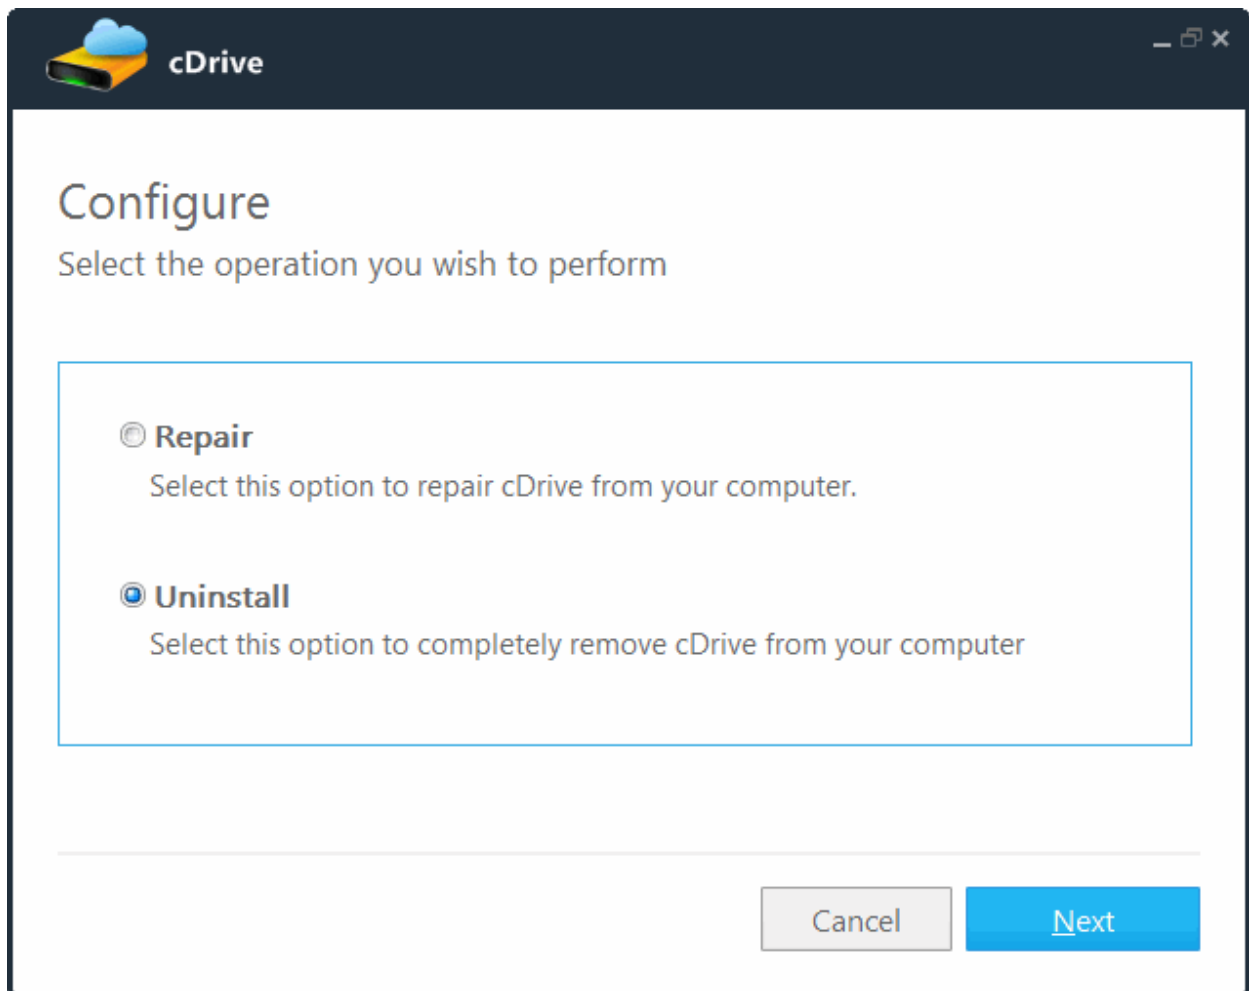 cDrive
Configure
Select the operation you wish to perform
Repair
Select this option to repair cDrive from your computer.
Uninstall
Select this option to completely remove cDrive from your computer
Cancel
Next